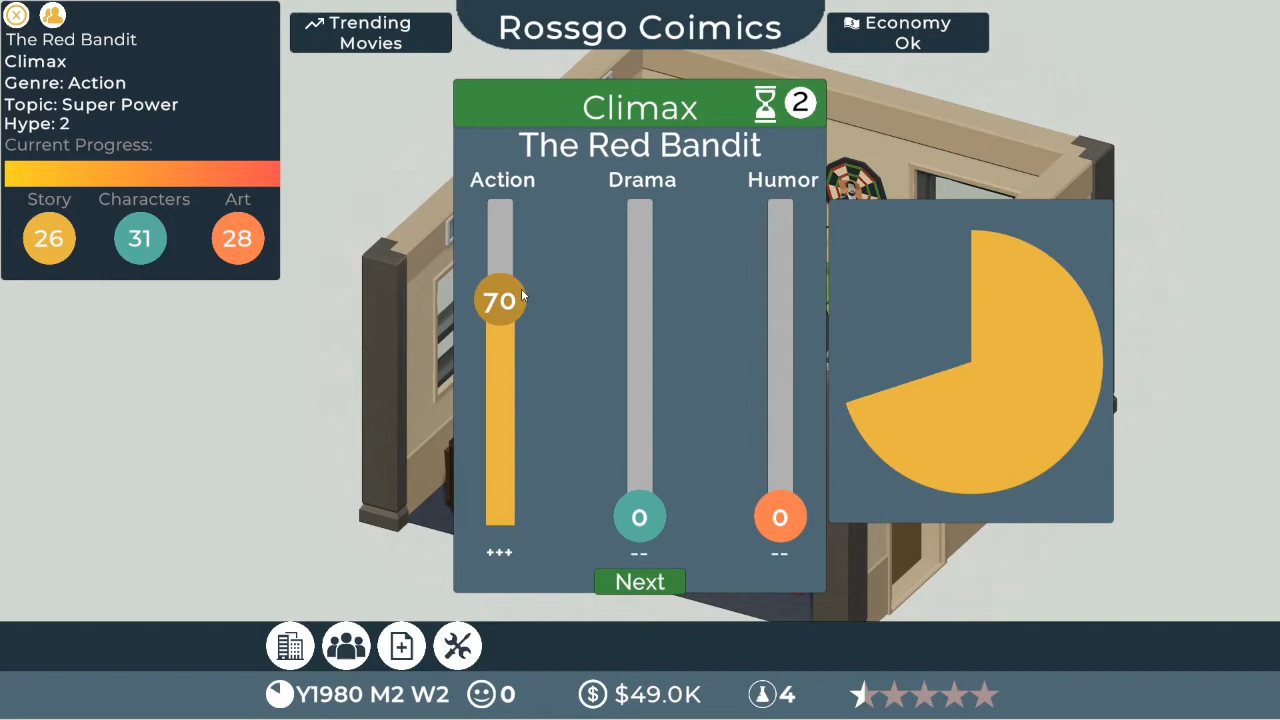 The Red Bandit
Climax
Genre: Action
Topic: Super Power
Hype: 2
Current Progress:
Story Characters Art
26 31 28
Trending
Movies
Rossgo Coimics
Economy
Ok
Climax 2
The Red Bandit
Action Drama Humor
70
0 0
+++ -- --
Next
Y1980 M2 W2 0 $49.0K 4